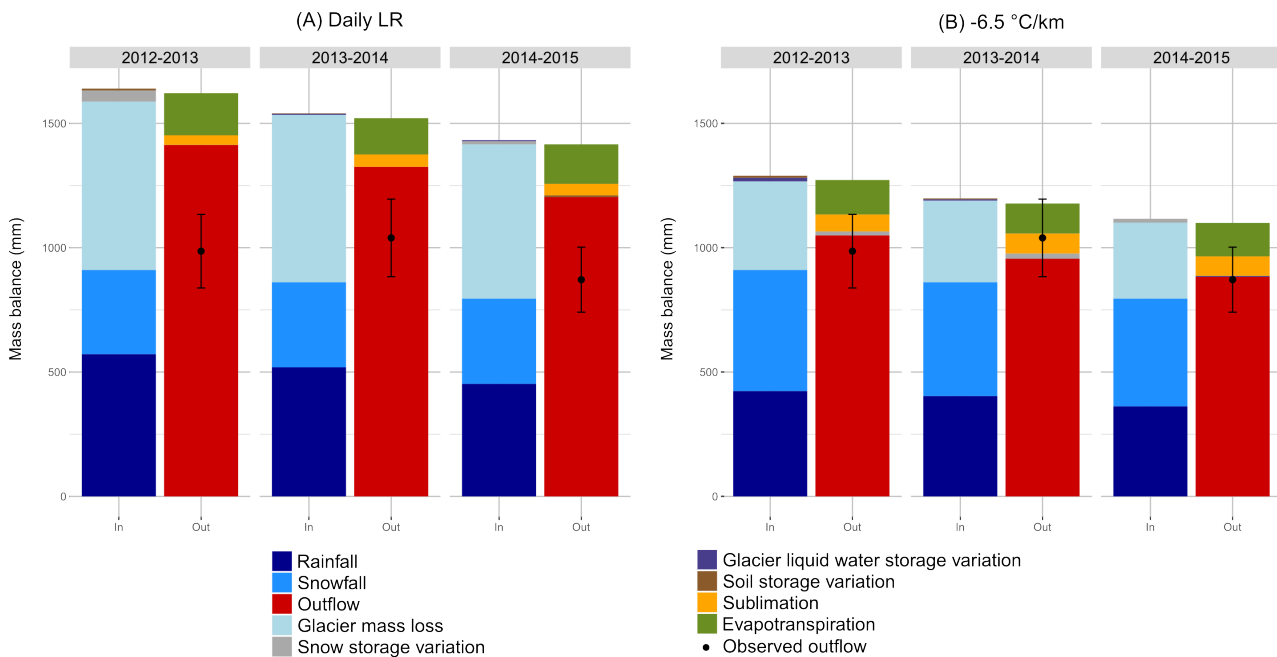 (A) Daily LR
2012-2013 2013-2014 2014-2015
Mass balance (mm)
1500
1000
500
0
In Out In Out In Out
(B) -6.5 °C/km
2012-2013 2013-2014 2014-2015
Mass balance (mm)
1500
1000
500
0
In Out In Out In Out
Rainfall
Snowfall
Outflow
Glacier mass loss
Snow storage variation
Glacier liquid water storage variation
Soil storage variation
Sublimation
Evapotranspiration
Observed outflow